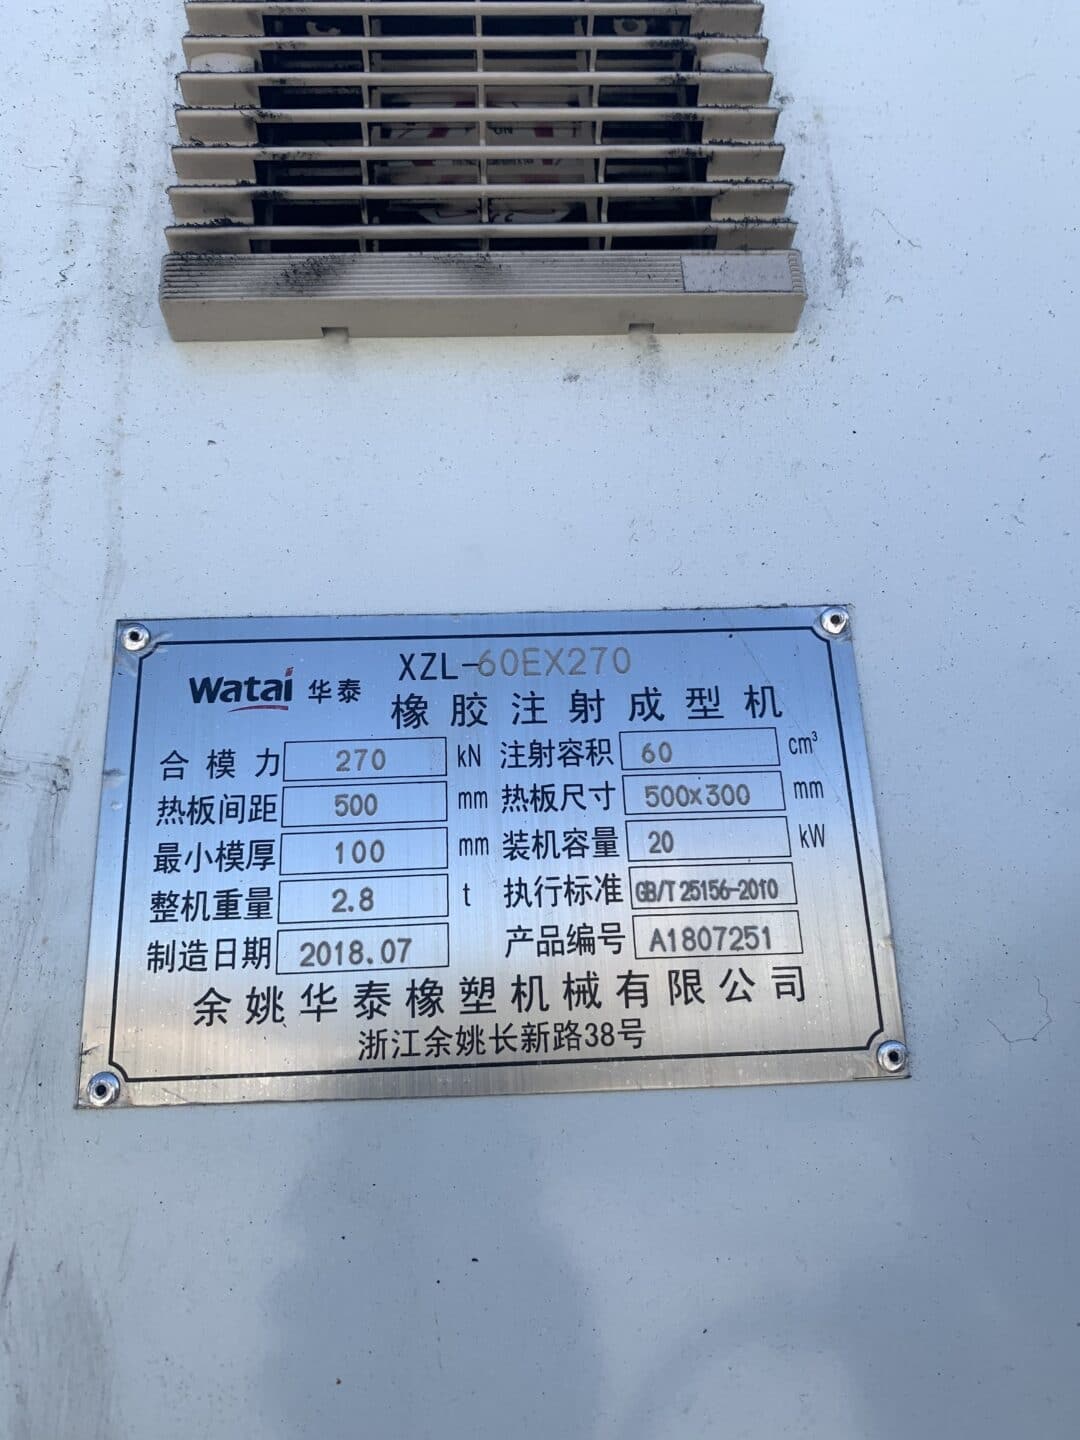 Watai 华泰 XZL-60EX270
橡胶注射成型机
合模力 270 kN 注射容积 60 cm³
热板间距 500 mm 热板尺寸 500x300 mm
最小模厚 100 mm 装机容量 20 kW
整机重量 2.8 t 执行标准 GB/T 25156-2010
制造日期 2018.07 产品编号 A1807251
余姚华泰橡塑机械有限公司
浙江余姚长新路38号